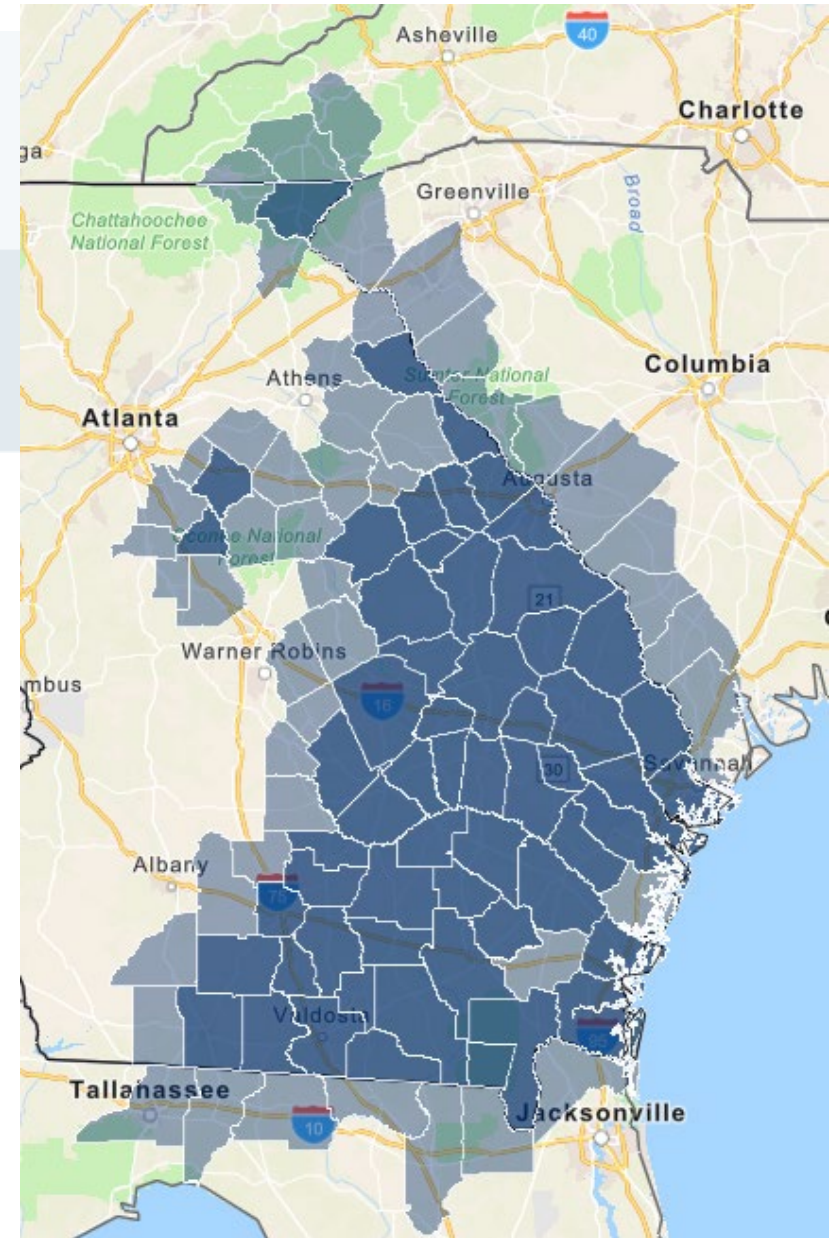 Asheville
40
Charlotte
ga
Greenville
Broad
Chattahoochee
National Forest
Columbia
Athens
Sumter National
Forest
Atlanta
Augusta
Oconee National
Forest
21
Warner Robins
mbus
16
Savannah
30
Albany
75
Valdosta
95
Tallahassee
Jacksonville
10